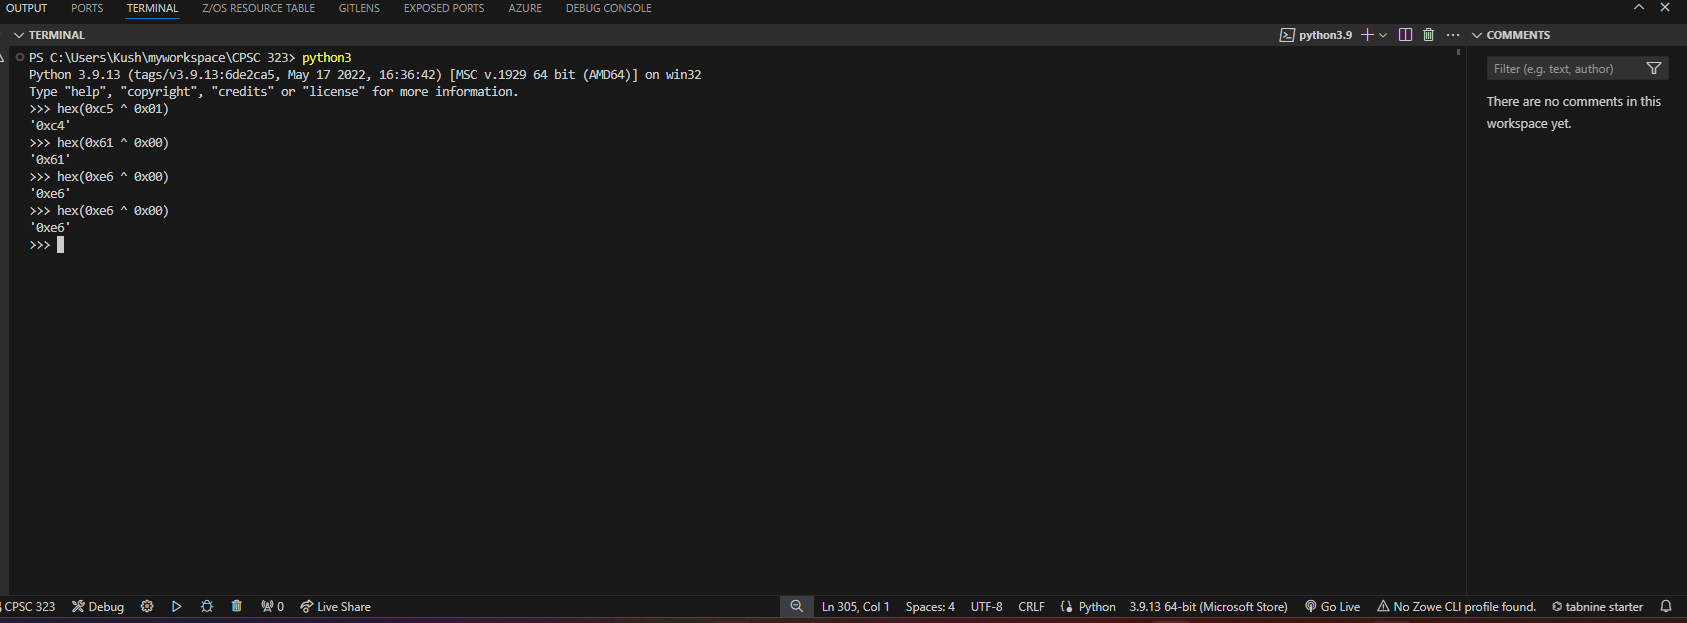 OUTPUT PORTS TERMINAL Z/OS RESOURCE TABLE GITLENS EXPOSED PORTS AZURE DEBUG CONSOLE
TERMINAL python3.9 COMMENTS
PS C:\Users\Kush\myworkspace\CPSC 323> python3
Python 3.9.13 (tags/v3.9.13:6de2ca5, May 17 2022, 16:36:42) [MSC v.1929 64 bit (AMD64)] on win32
Type "help", "copyright", "credits" or "license" for more information.
>>> hex(0xc5 ^ 0x01)
'0xc4'
>>> hex(0x61 ^ 0x00)
'0x61'
>>> hex(0xe6 ^ 0x00)
'0xe6'
>>> hex(0xe6 ^ 0x00)
'0xe6'
>>>
Filter (e.g. text, author)
There are no comments in this
workspace yet.
CPSC 323 Debug 0 Live Share Ln 305, Col 1 Spaces: 4 UTF-8 CRLF Python 3.9.13 64-bit (Microsoft Store) Go Live No Zowe CLI profile found. tabnine starter